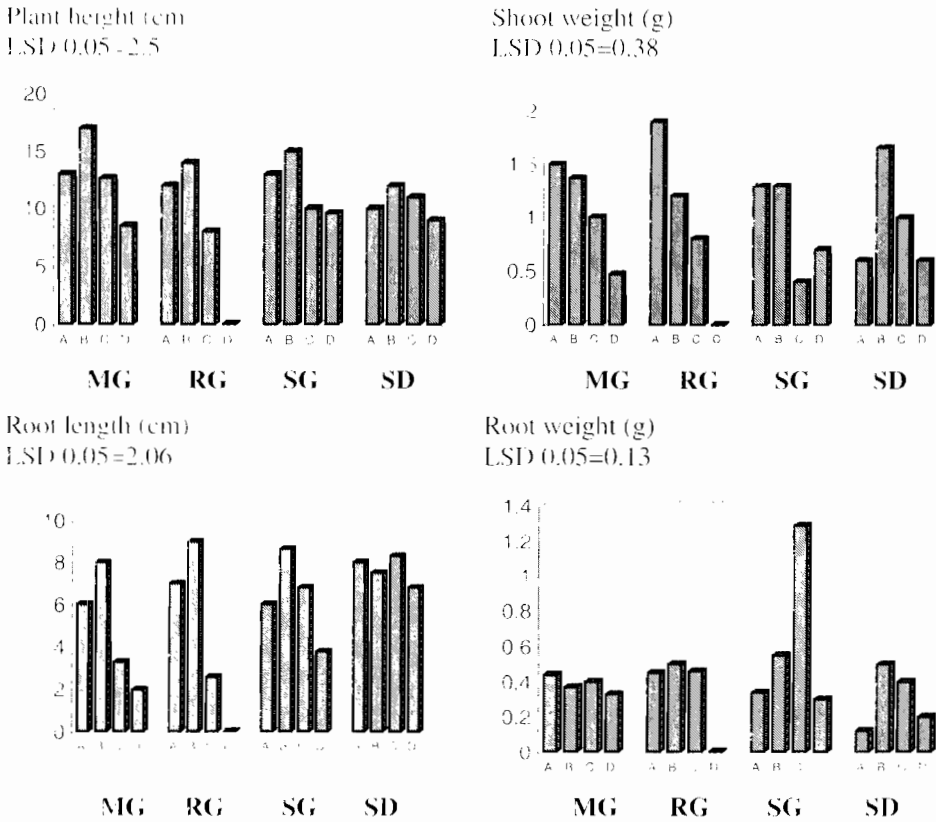 Plant height (cm)
LSD 0.05=2.5
20
15
10
5
0
A B C D A B C D A B C D A B C D
MG RG SG SD
Shoot weight (g)
LSD 0.05=0.38
2
1.5
1
0.5
0
A B C D A B C D A B C D A B C D
MG RG SG SD
Root length (cm)
LSD 0.05=2.06
10
8
6
4
2
0
MG RG SG SD
Root weight (g)
LSD 0.05=0.13
1.4
1.2
1
0.8
0.6
0.4
0.2
0
A B C D A B A B A B C D
MG RG SG SD